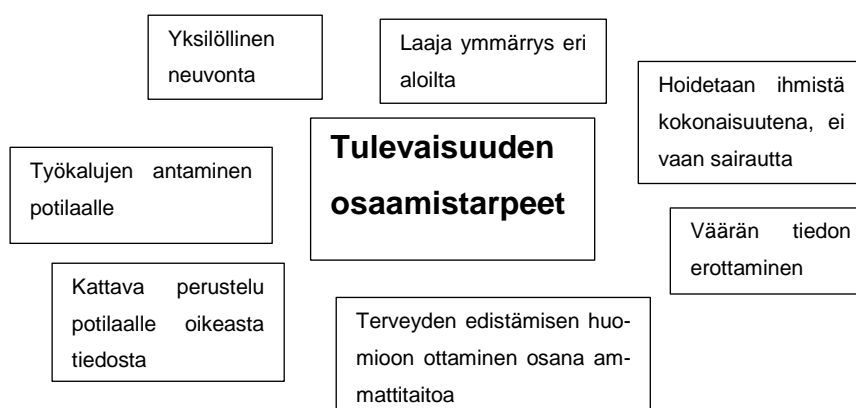 Yksilöllinen
neuvonta
Laaja ymmärrys eri
aloilta
Hoidetaan ihmistä
kokonaisuutena, ei
vaan sairautta
Tulevaisuuden
osaamistarpeet
Työkalujen antaminen
potilaalle
Väärän tiedon
erottaminen
Kattava perustelu
potilaalle oikeasta
tiedosta
Terveyden edistämisen huo-
mioon ottaminen osana am-
mattitaitoa